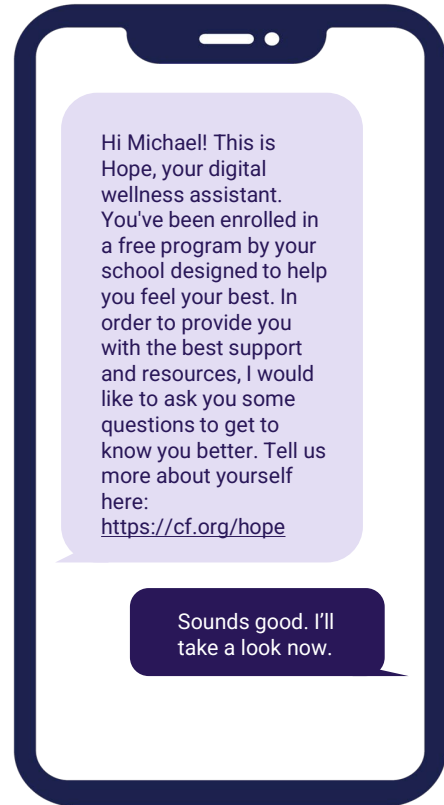 Hi Michael! This is
Hope, your digital
wellness assistant.
You've been enrolled in
a free program by your
school designed to help
you feel your best. In
order to provide you
with the best support
and resources, I would
like to ask you some
questions to get to
know you better. Tell us
more about yourself
here:
https://cf.org/hope
Sounds good. I’ll
take a look now.